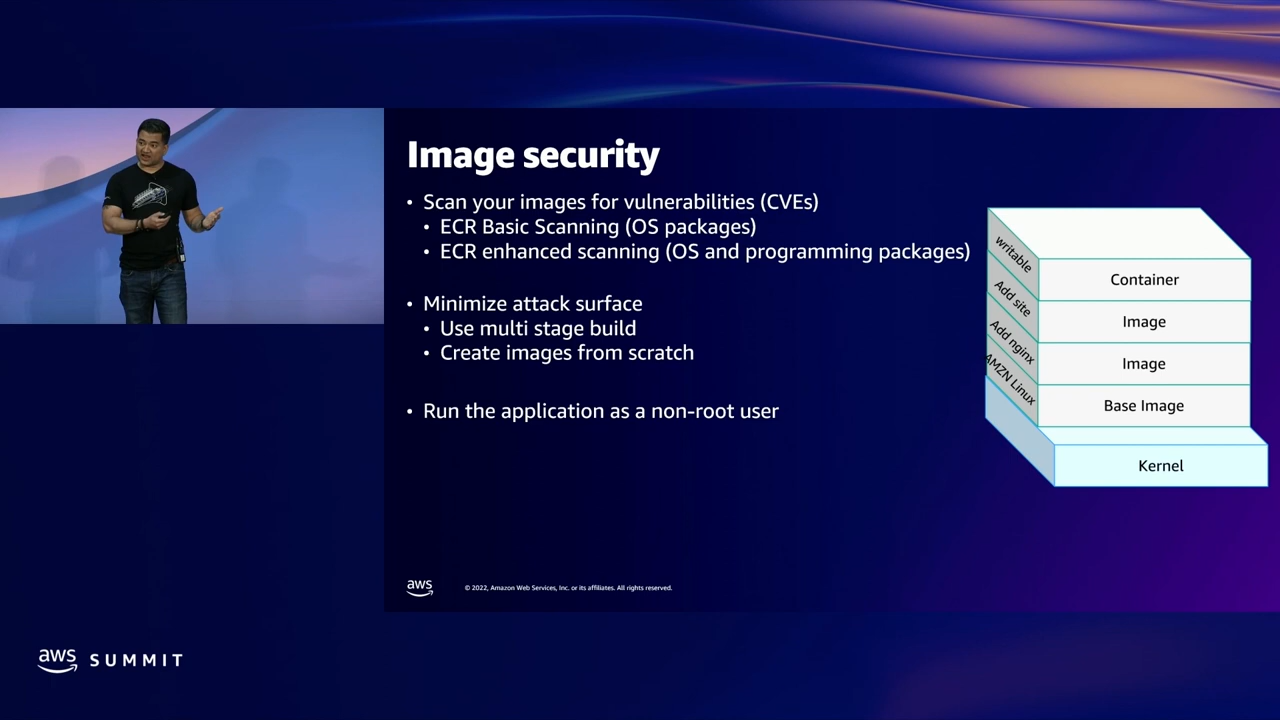 Image security
• Scan your images for vulnerabilities (CVEs)
• ECR Basic Scanning (OS packages)
• ECR enhanced scanning (OS and programming packages)
• Minimize attack surface
• Use multi stage build
• Create images from scratch
• Run the application as a non-root user
writable
Container
Add site
Image
Add nginx
Image
AMZN Linux
Base Image
Kernel
aws
© 2022, Amazon Web Services, Inc. or its affiliates. All rights reserved.
aws SUMMIT